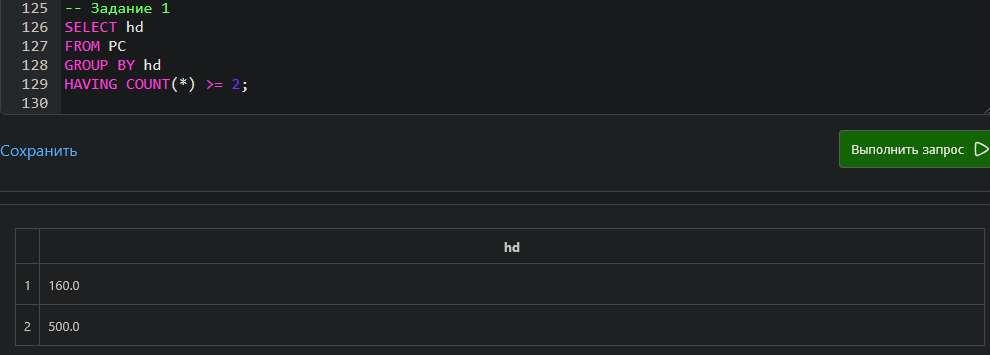 125 -- Задание 1
126 SELECT hd
127 FROM PC
128 GROUP BY hd
129 HAVING COUNT(*) >= 2;
130
Сохранить
Выполнить запрос
hd
1 160.0
2 500.0